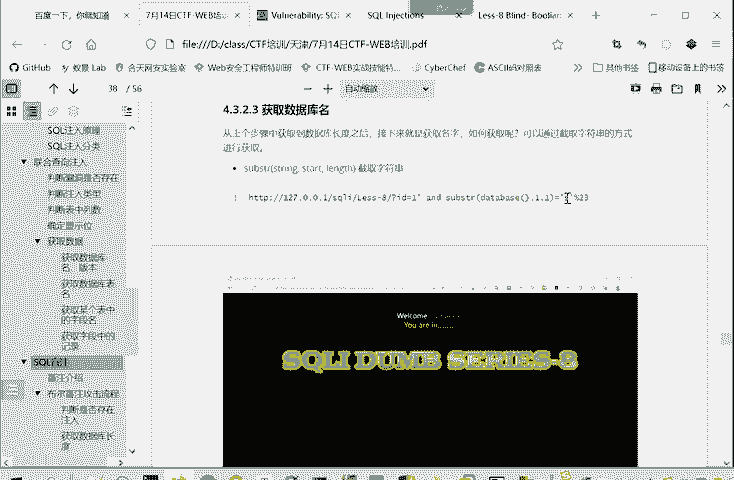 百度一下，你就知道
7月14日CTF-WEB培
Vulnerability: SQ
SQL Injections
Less-8 Blind- Boolian
file:///D:/class/CTF培训/天津/7月14日CTF-WEB培训.pdf
GitHub
蚁景 Lab
合天网安实验室
Web安全工程师特训班
CTF-WEB实战技能特...
CyberChef
ASCII码对照表
其他书签
移动设备上的书签
38 / 56
自动缩放
SQL注入原理
SQL注入分类
联合查询注入
判断漏洞是否存在
判断注入类型
判断表中列数
确定显示位
获取数据
获取数据库
名、版本
获取数据库表
名
获取某个表中
的字段名
获取字段中的
记录
盲注介绍
布尔盲注攻击流程
判断是否存在
注入
获取数据库长
度
4.3.2.3 获取数据库名
从上个步骤中获取到数据库长度之后，接下来就是获取名字，如何获取呢？可以通过截取字符串的方式
进行获取。
substr(string, start, length) 截取字符串
http://127.0.0.1/sqli/Less-8/?id=1' and substr(database(),1,1)=" %23
Welcome
You are in.......
SQLI DUMB SERIES-8